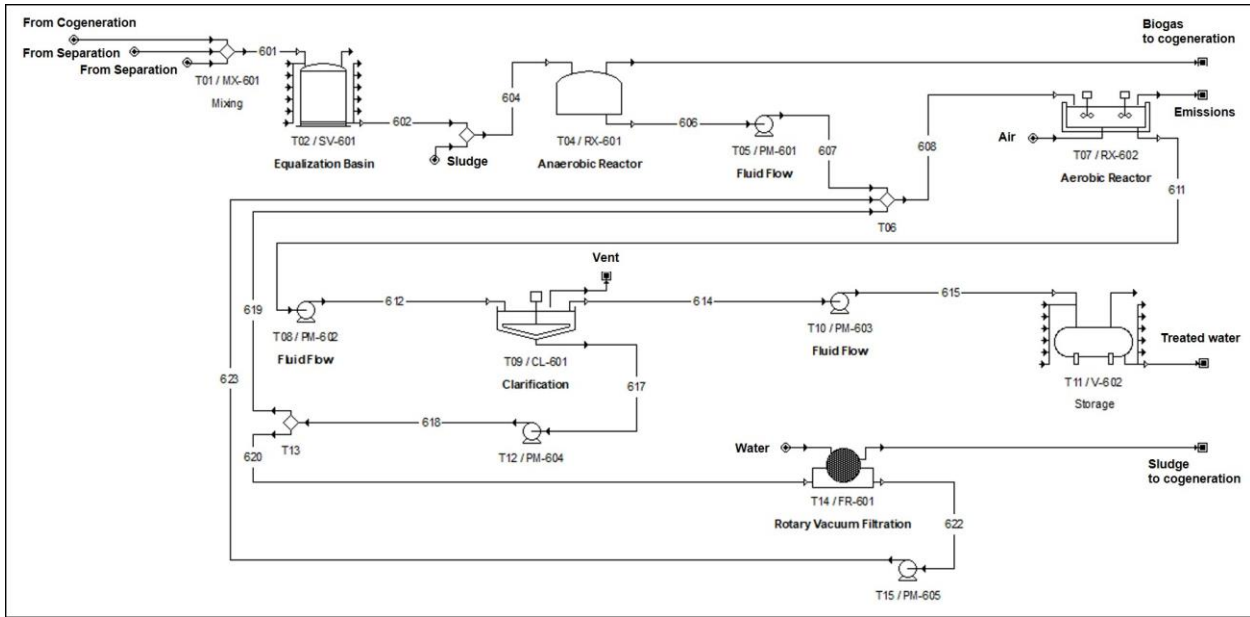 From Cogeneration
From Separation
From Separation
601
T01 / MX-601
Mixing
T02 / SV-601
Equalization Basin
602
Sludge
604
T04 / RX-601
Anaerobic Reactor
606
T05 / PM-601
Fluid Flow
607
T06
608
Biogas
to cogeneration
Emissions
Air
T07 / RX-602
Aerobic Reactor
611
T08 / PM-602
Fluid Flow
612
Vent
T09 / CL-601
Clarification
614
T10 / PM-603
Fluid Flow
615
T11 / V-602
Storage
Treated water
617
T12 / PM-604
618
T13
619
620
623
Water
T14 / FR-601
Rotary Vacuum Filtration
Sludge
to cogeneration
622
T15 / PM-605